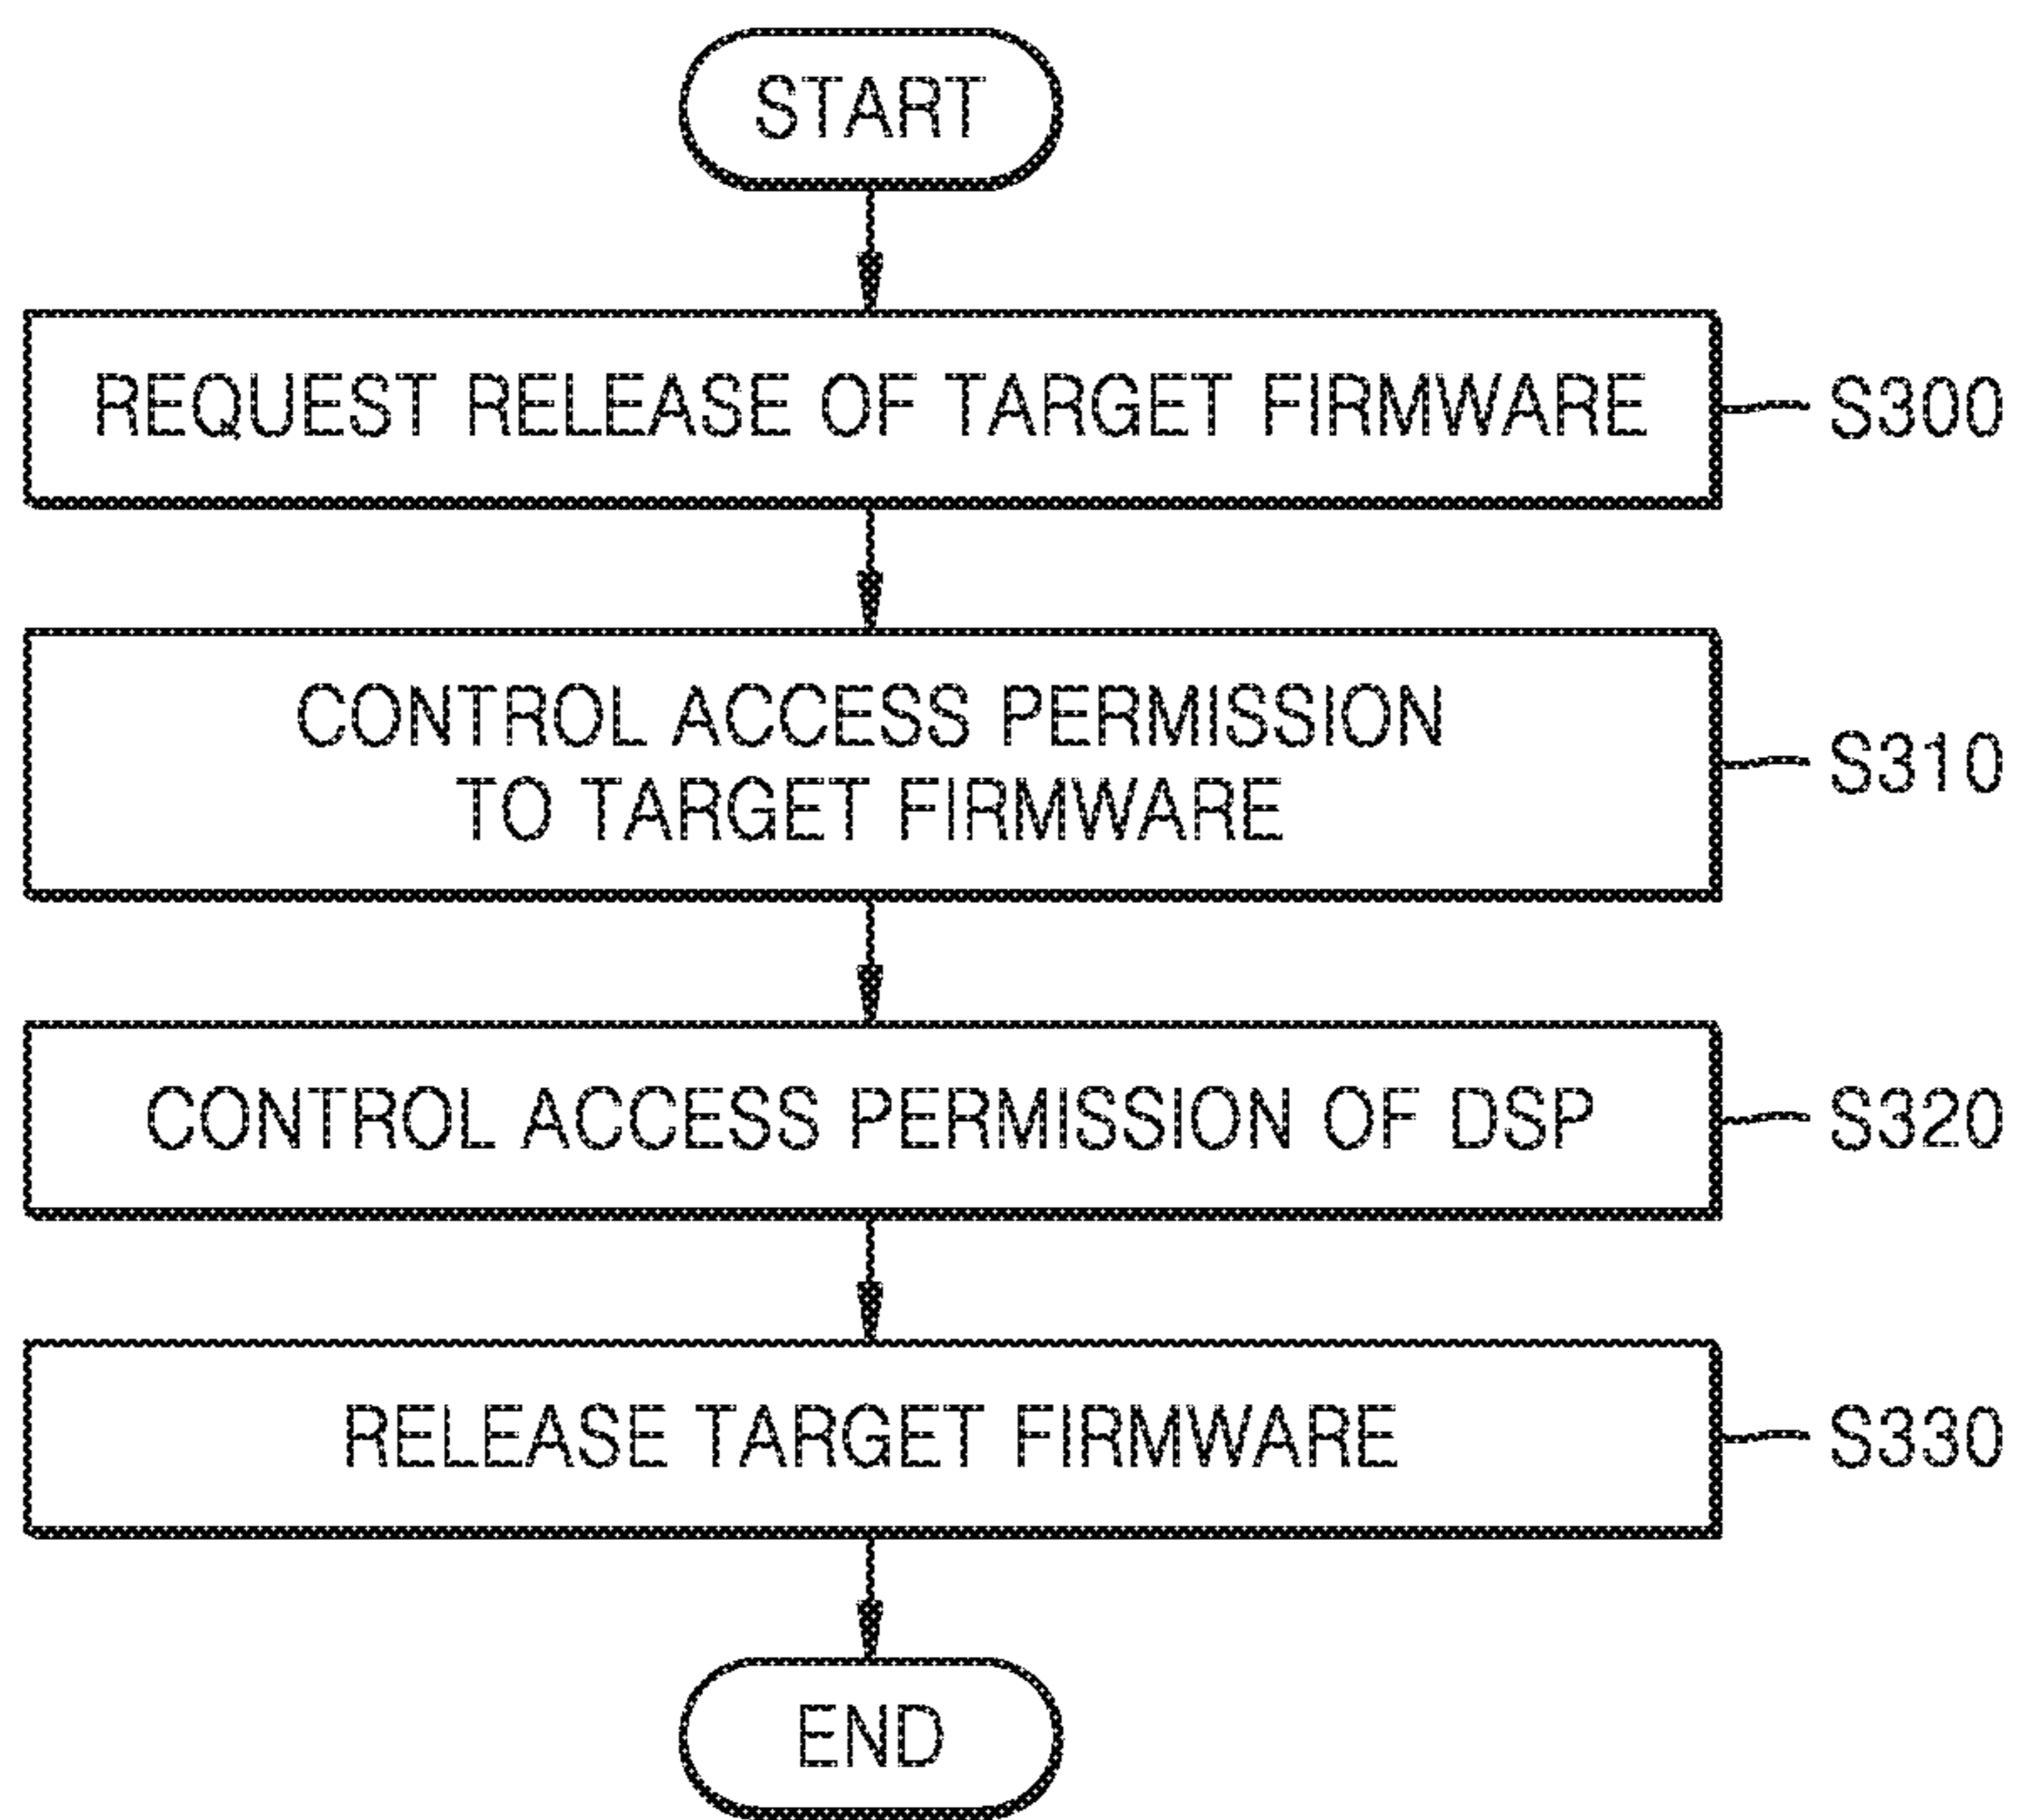 START
REQUEST RELEASE OF TARGET FIRMWARE
S300
CONTROL ACCESS PERMISSION
TO TARGET FIRMWARE
S310
CONTROL ACCESS PERMISSION OF DSP
S320
RELEASE TARGET FIRMWARE
S330
END